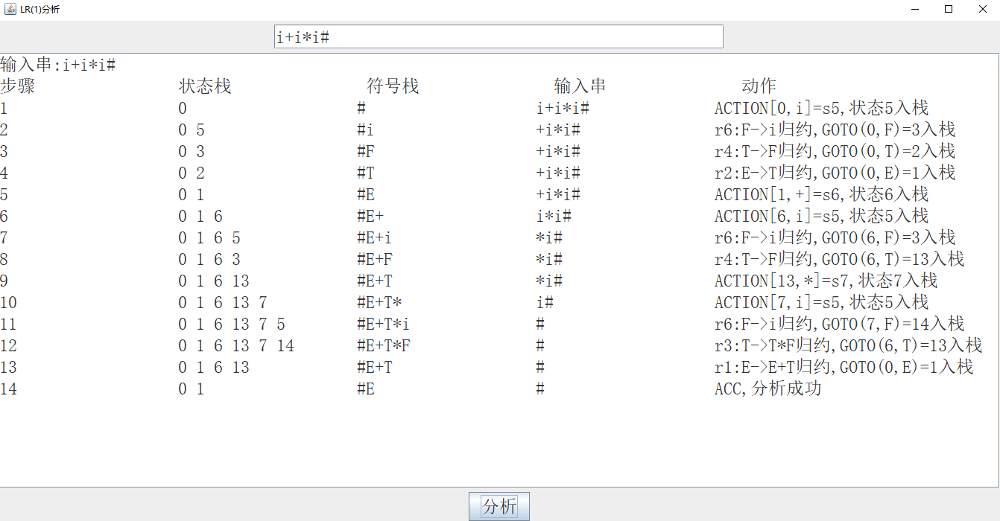 LR(1)分析
i+i*i#
输入串:i+i*i#
步骤 状态栈 符号栈 输入串 动作
1 0 # i+i*i# ACTION[0,i]=s5,状态5入栈
2 0 5 #i +i*i# r6:F->i归约,GOTO(0,F)=3入栈
3 0 3 #F +i*i# r4:T->F归约,GOTO(0,T)=2入栈
4 0 2 #T +i*i# r2:E->T归约,GOTO(0,E)=1入栈
5 0 1 #E +i*i# ACTION[1,+]=s6,状态6入栈
6 0 1 6 #E+ i*i# ACTION[6,i]=s5,状态5入栈
7 0 1 6 5 #E+i *i# r6:F->i归约,GOTO(6,F)=3入栈
8 0 1 6 3 #E+F *i# r4:T->F归约,GOTO(6,T)=13入栈
9 0 1 6 13 #E+T *i# ACTION[13,*]=s7,状态7入栈
10 0 1 6 13 7 #E+T* i# ACTION[7,i]=s5,状态5入栈
11 0 1 6 13 7 5 #E+T*i # r6:F->i归约,GOTO(7,F)=14入栈
12 0 1 6 13 7 14 #E+T*F # r3:T->T*F归约,GOTO(6,T)=13入栈
13 0 1 6 13 #E+T # r1:E->E+T归约,GOTO(0,E)=1入栈
14 0 1 #E # ACC,分析成功
分析